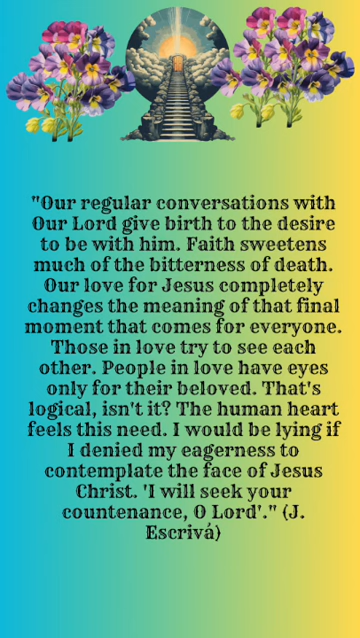 "Our regular conversations with
Our Lord give birth to the desire
to be with him. Faith sweetens
much of the bitterness of death.
Our love for Jesus completely
changes the meaning of that final
moment that comes for everyone.
Those in love try to see each
other. People in love have eyes
only for their beloved. That's
logical, isn't it? The human heart
feels this need. I would be lying if
I denied my eagerness to
contemplate the face of Jesus
Christ. 'I will seek your
countenance, O Lord'." (J.
Escrivá)